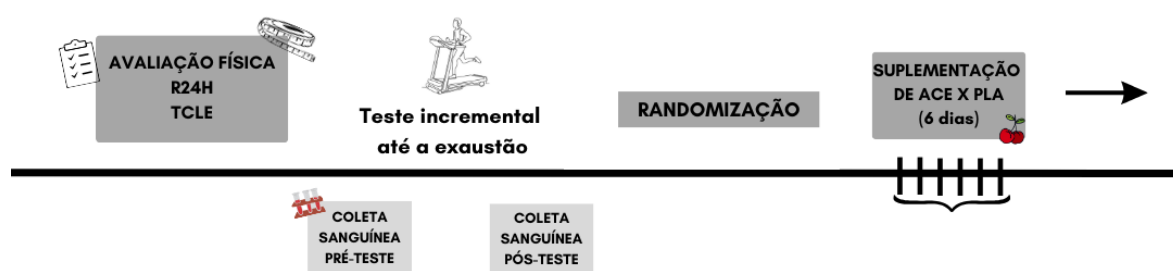 AVALIAÇÃO FÍSICA
R24H
TCLE
Teste incremental
até a exaustão
RANDOMIZAÇÃO
SUPLEMENTAÇÃO
DE ACE X PLA
(6 dias)
COLETA
SANGUÍNEA
PRÉ-TESTE
COLETA
SANGUÍNEA
PÓS-TESTE